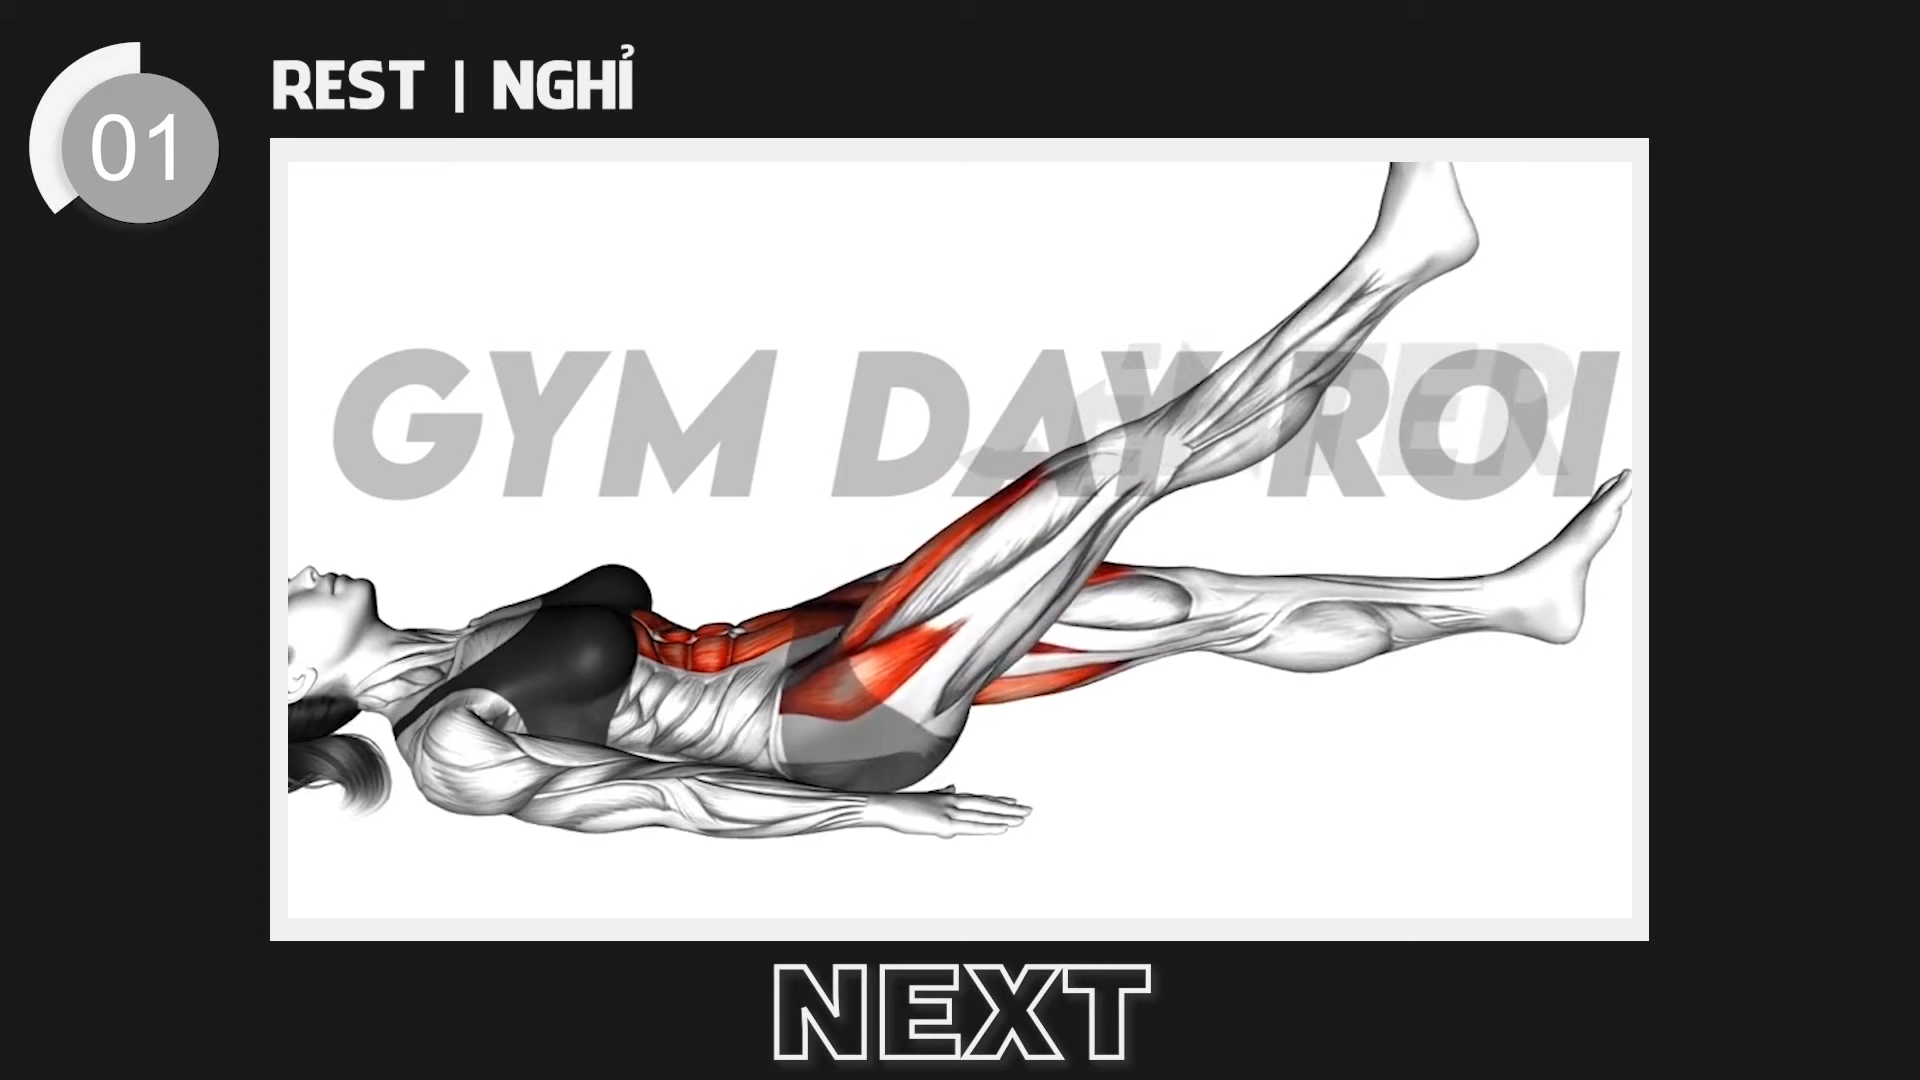 01
REST | NGHỈ
GYM DAY ROI
NEXT